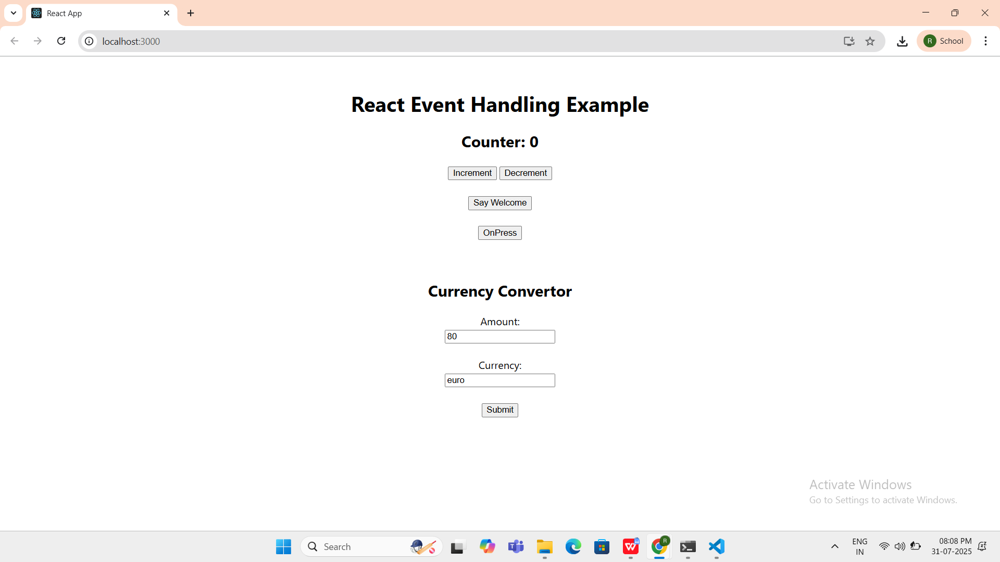 React App
localhost:3000
R School
React Event Handling Example
Counter: 0
Increment Decrement
Say Welcome
OnPress
Currency Convertor
Amount:
80
Currency:
euro
Submit
Activate Windows
Go to Settings to activate Windows.
Search
R
ENG
IN
08:08 PM
31-07-2025